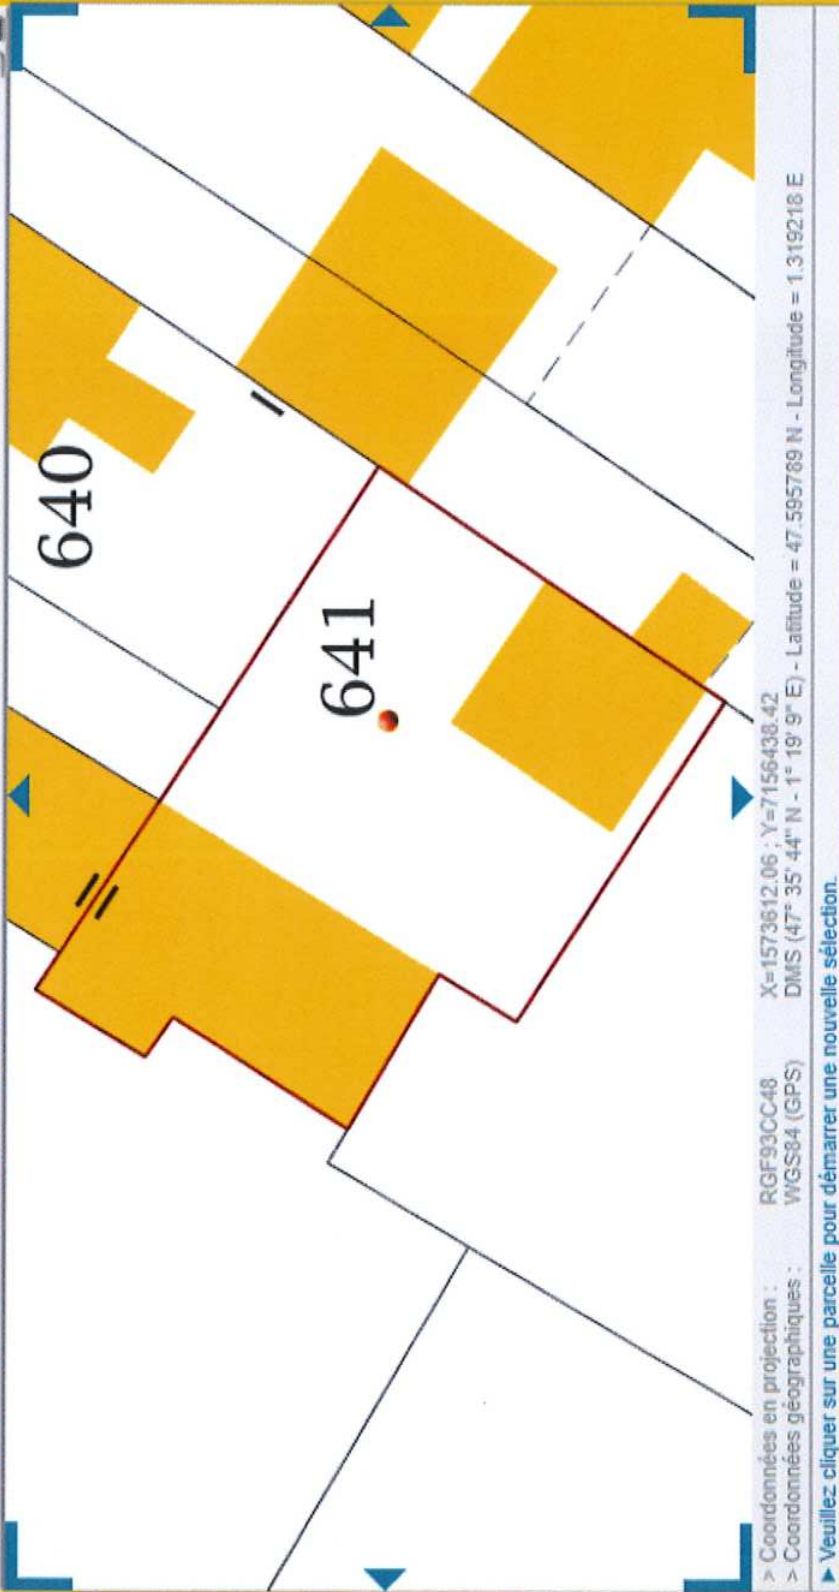 640
641
> Coordonnées en projection : RGF93CC48 X=1573612.06 ; Y=7156438.42
> Coordonnées géographiques : WGS84 (GPS) DMS (47° 35' 44" N - 1° 19' 9" E) - Latitude = 47.595789 N - Longitude = 1.319218 E
► Veuillez cliquer sur une parcelle pour démarrer une nouvelle sélection.